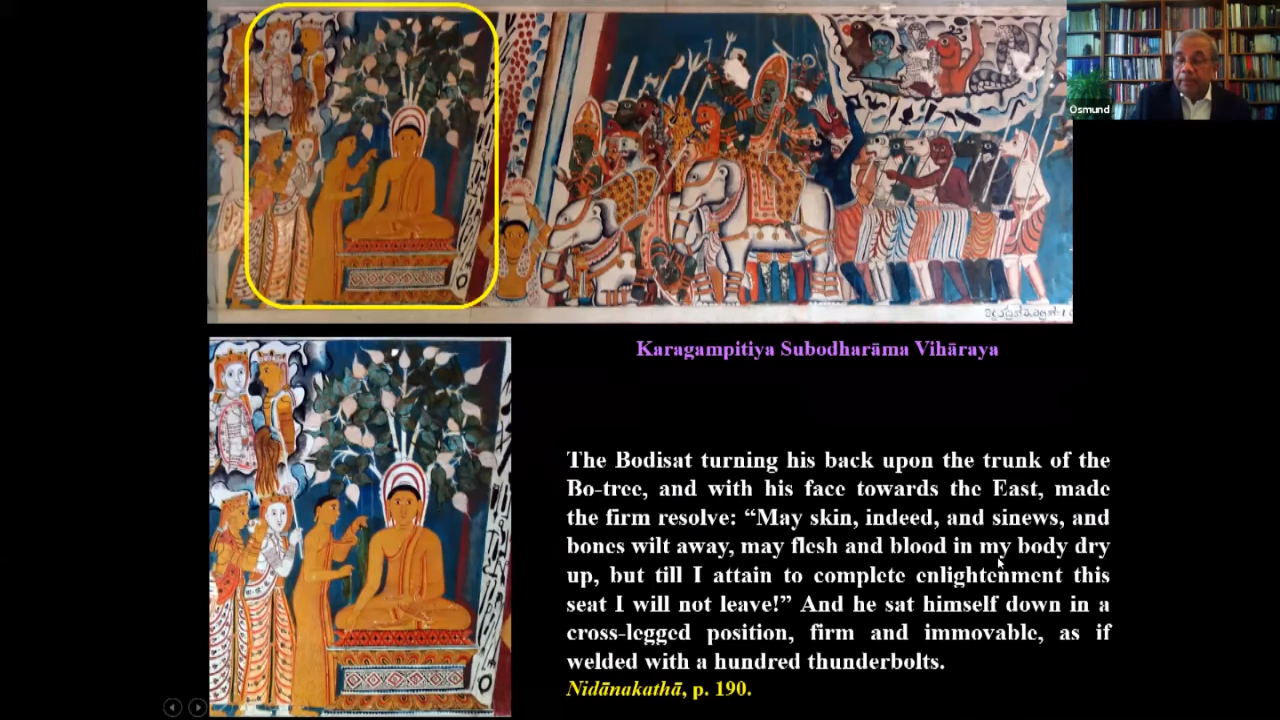 Osmund
Karagampitiya Subodharāma Vihāraya
The Bodisat turning his back upon the trunk of the
Bo-tree, and with his face towards the East, made
the firm resolve: “May skin, indeed, and sinews, and
bones wilt away, may flesh and blood in my body dry
up, but till I attain to complete enlightenment this
seat I will not leave!” And he sat himself down in a
cross-legged position, firm and immovable, as if
welded with a hundred thunderbolts.
Nidānakathā, p. 190.